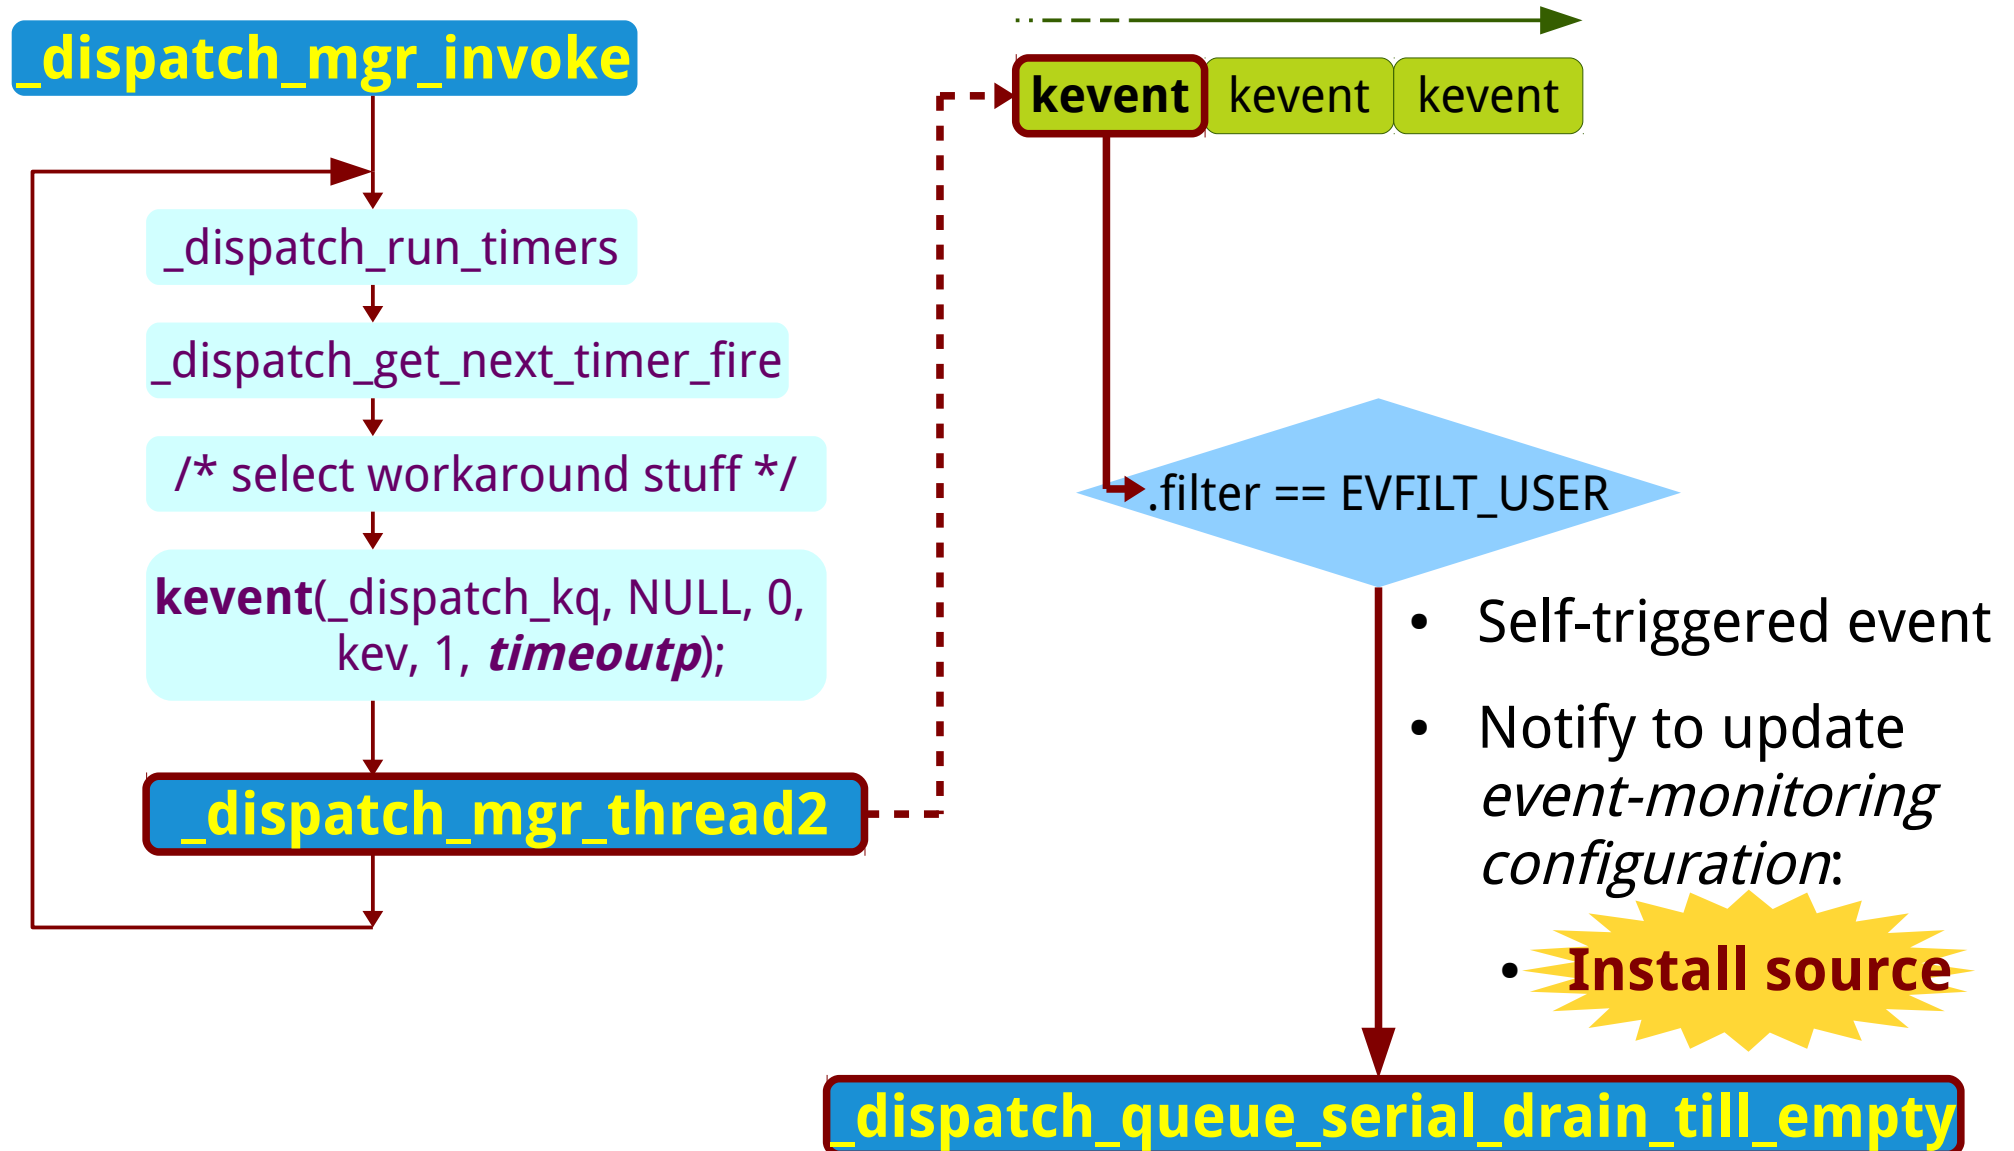 _dispatch_mgr_invoke
_dispatch_run_timers
_dispatch_get_next_timer_fire
/* select workaround stuff */
kevent(_dispatch_kq, NULL, 0,
kev, 1, timeoutp);
_dispatch_mgr_thread2
kevent kevent kevent
.filter == EVFILT_USER
• Self-triggered event
• Notify to update
event-monitoring
configuration:
• Install source
_dispatch_queue_serial_drain_till_empty